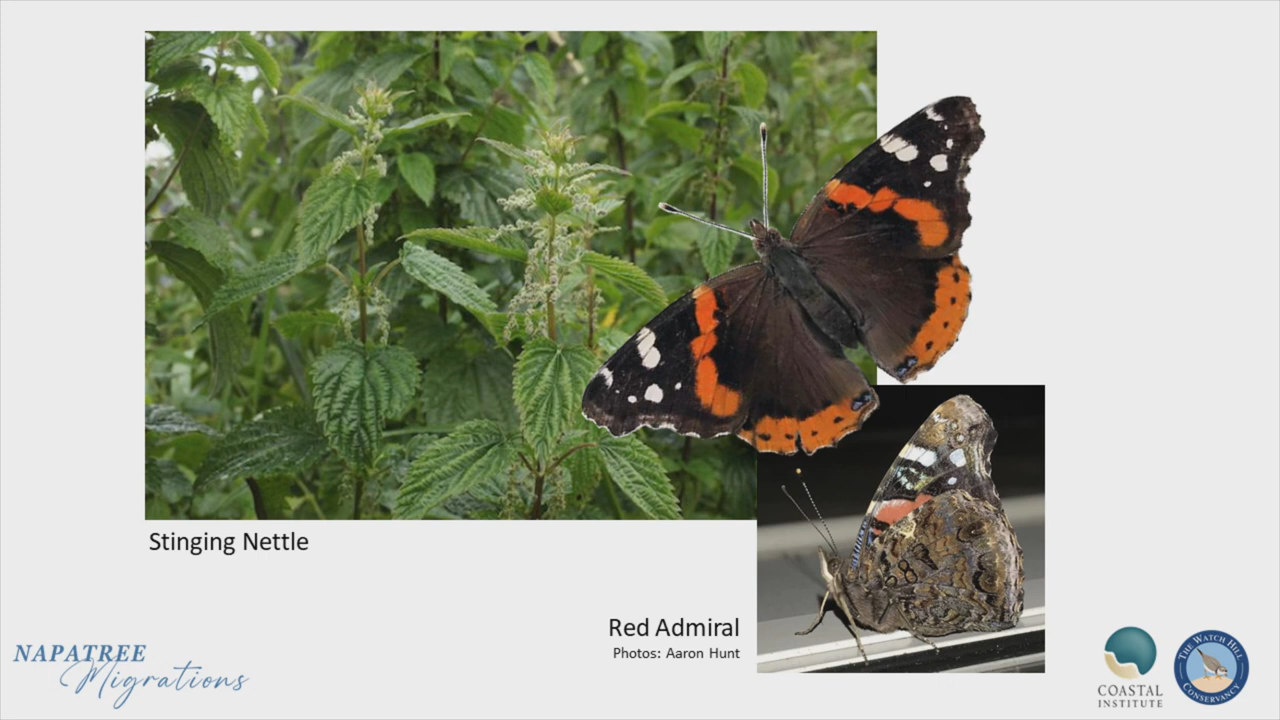 Stinging Nettle
Red Admiral
Photos: Aaron Hunt
NAPATREE
Migrations
COASTAL
INSTITUTE
THE WATCH HILL
CONSERVANCY